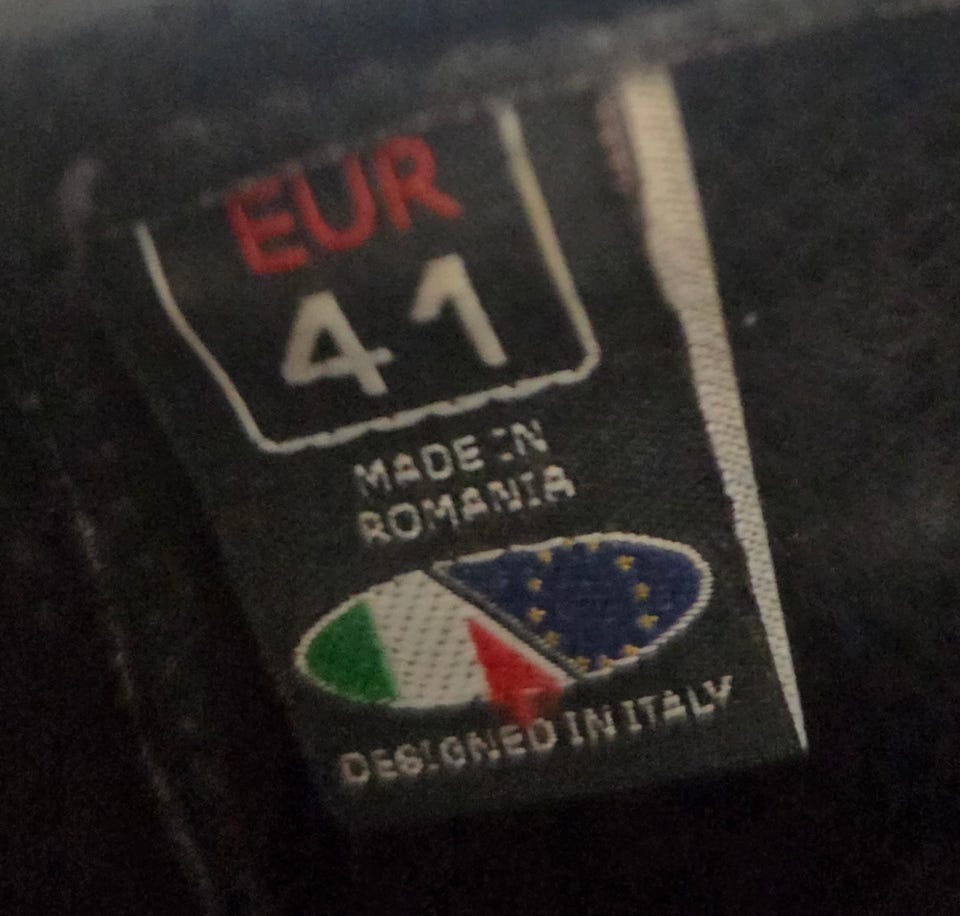 EUR
41
MADE IN
ROMANIA
DESIGNED IN ITALY